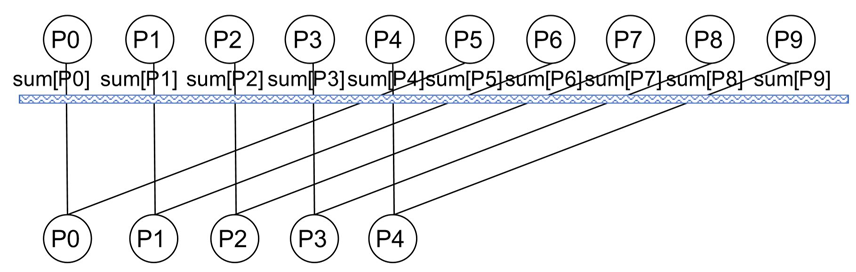 P0 P1 P2 P3 P4 P5 P6 P7 P8 P9
sum[P0] sum[P1] sum[P2] sum[P3] sum[P4] sum[P5] sum[P6] sum[P7] sum[P8] sum[P9]
P0 P1 P2 P3 P4